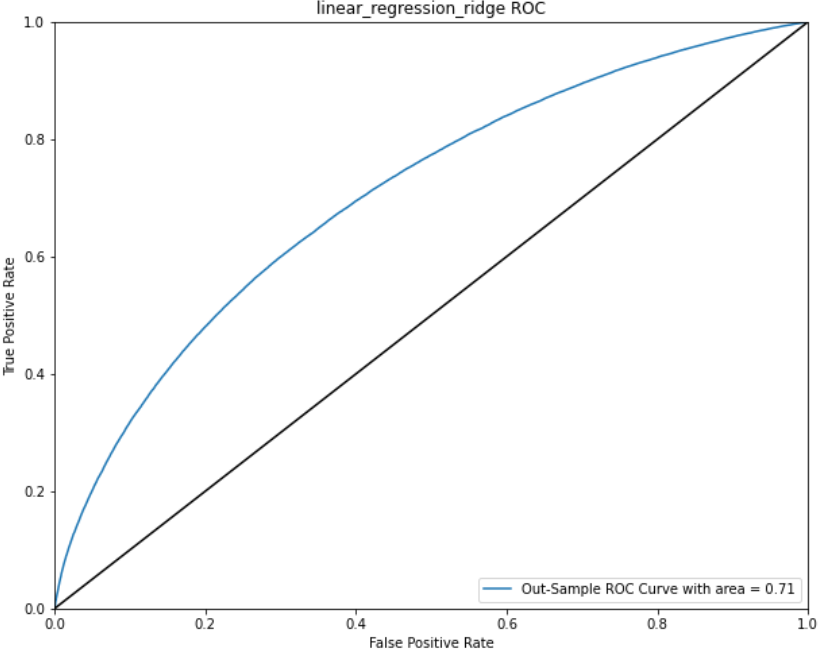 linear_regression_ridge ROC
1.0
0.8
0.6
0.4
0.2
0.0
True Positive Rate
Out-Sample ROC Curve with area = 0.71
0.0 0.2 0.4 0.6 0.8 1.0
False Positive Rate